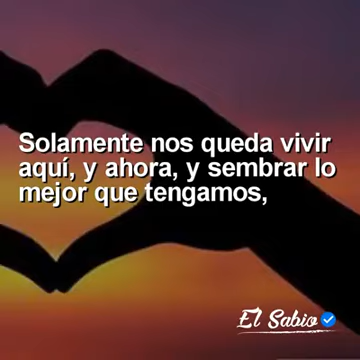 Solamente nos queda vivir
aquí, y ahora, y sembrar lo
mejor que tengamos,
El Sabio